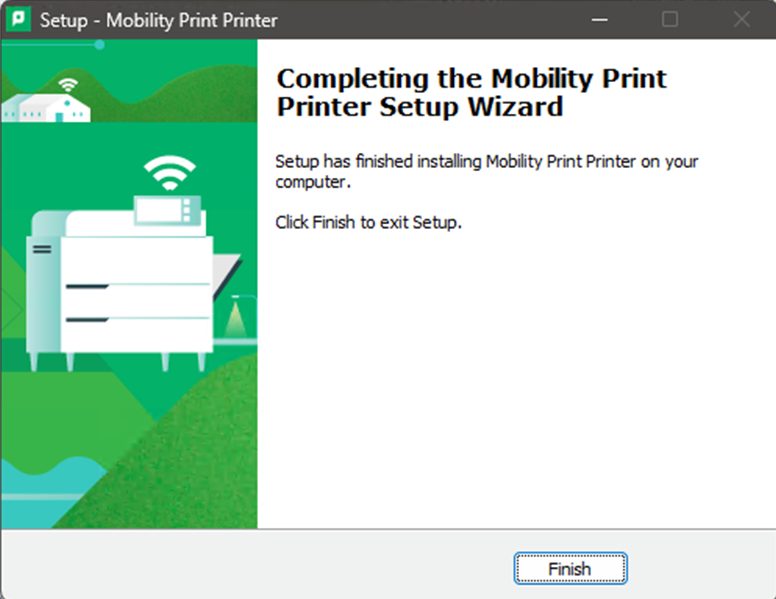 Setup - Mobility Print Printer
Completing the Mobility Print
Printer Setup Wizard
Setup has finished installing Mobility Print Printer on your
computer.
Click Finish to exit Setup.
Finish